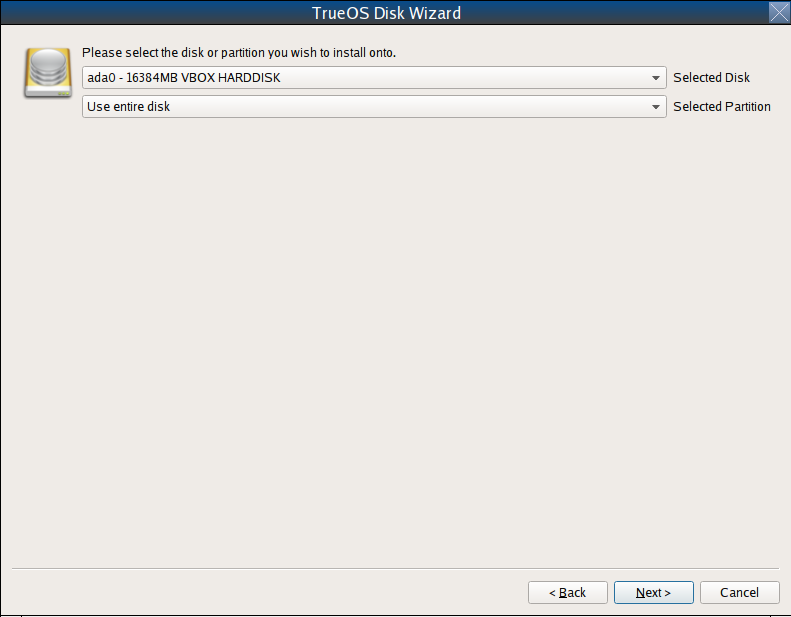 TrueOS Disk Wizard
Please select the disk or partition you wish to install onto.
ada0 - 16384MB VBOX HARDDISK Selected Disk
Use entire disk Selected Partition
< Back Next > Cancel